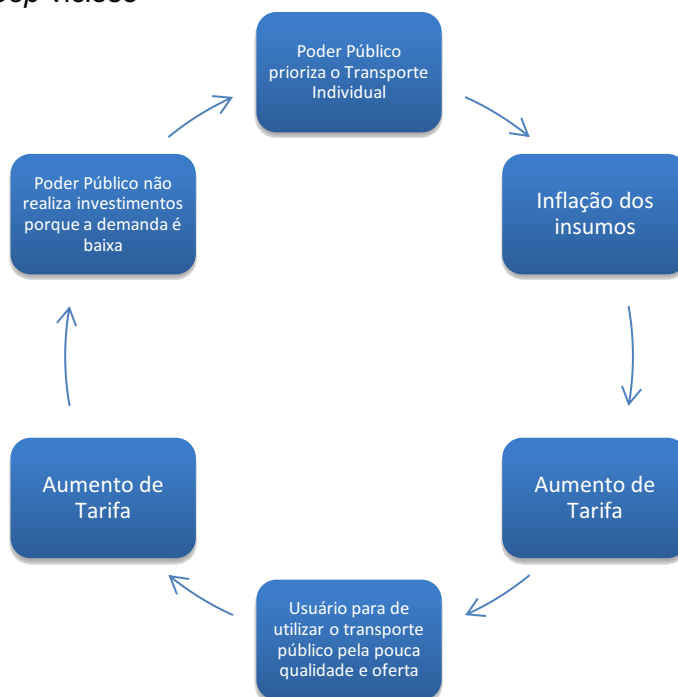 Poder Público
prioriza o Transporte
Individual
Inflação dos
insumos
Aumento de
Tarifa
Usuário para de
utilizar o transporte
público pela pouca
qualidade e oferta
Aumento de
Tarifa
Poder Público não
realiza investimentos
porque a demanda é
baixa